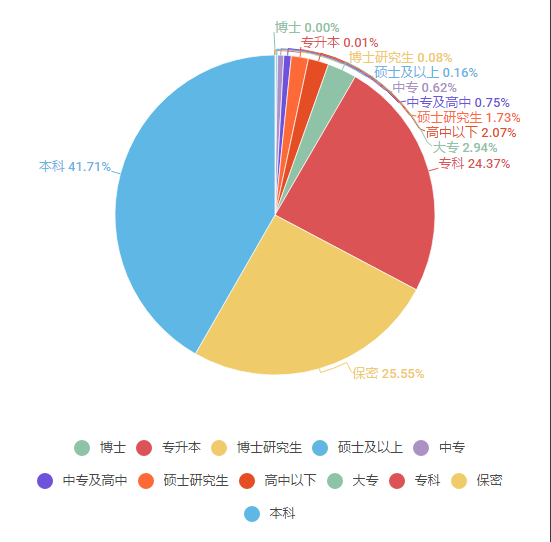 博士 0.00%
专升本 0.01%
博士研究生 0.08%
硕士及以上 0.16%
中专 0.62%
中专及高中 0.75%
硕士研究生 1.73%
高中以下 2.07%
大专 2.94%
专科 24.37%
本科 41.71%
保密 25.55%
博士 专升本 博士研究生 硕士及以上 中专
中专及高中 硕士研究生 高中以下 大专 专科 保密
本科